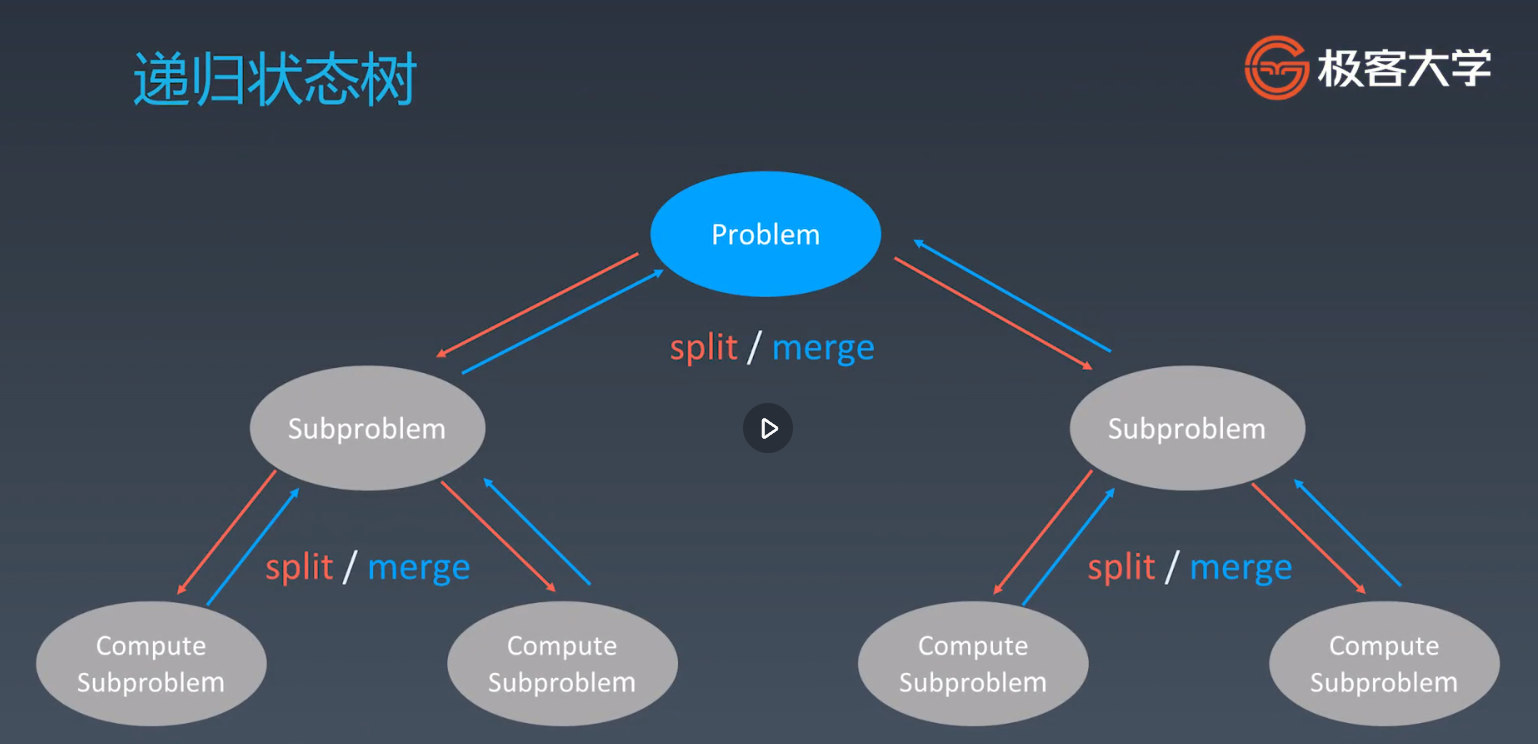 递归状态树
极客大学
Problem
split / merge
Subproblem
Subproblem
split / merge
split / merge
Compute
Subproblem
Compute
Subproblem
Compute
Subproblem
Compute
Subproblem